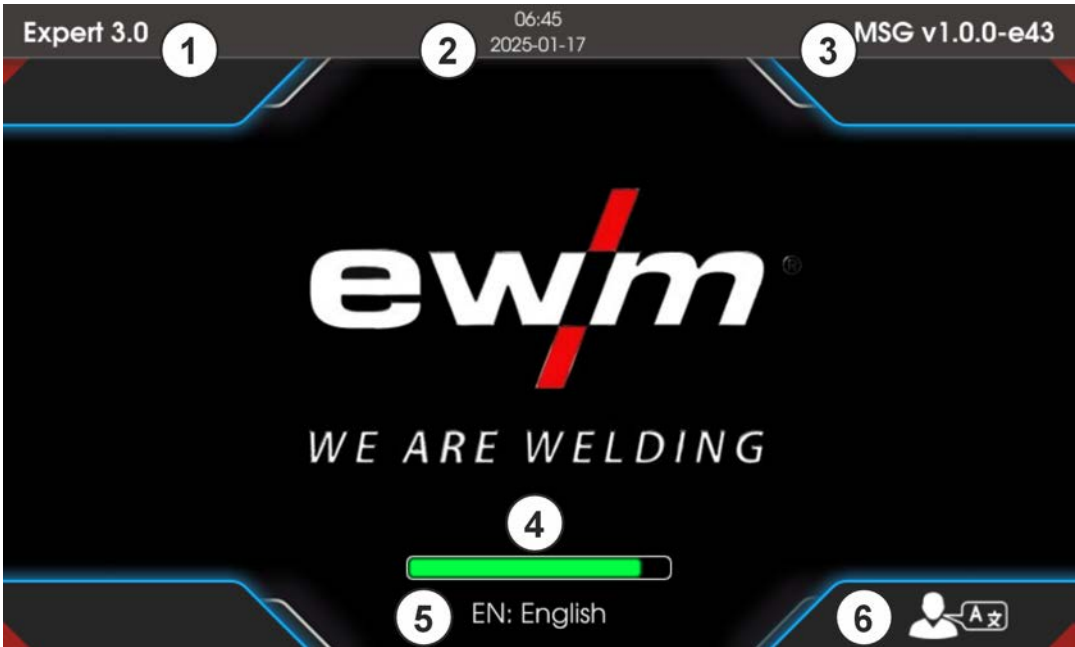 Expert 3.0
1
06:45
2025-01-17
2
3
MSG v1.0.0-e43
ewm®
WE ARE WELDING
4
5
EN: English
6
A文